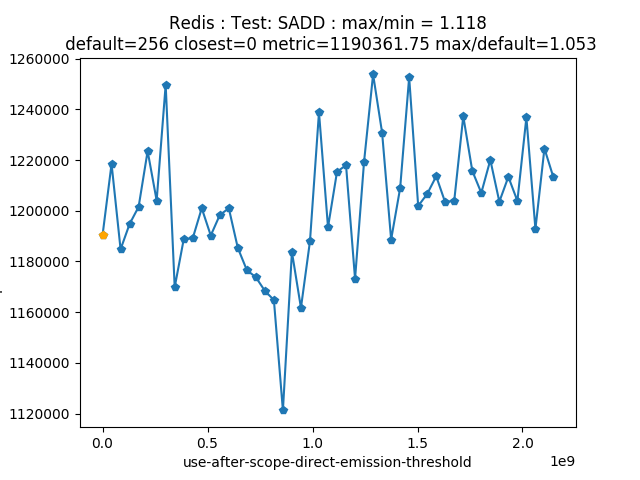 Redis : Test: SADD : max/min = 1.118
default=256 closest=0 metric=1190361.75 max/default=1.053
1260000
1240000
1220000
1200000
1180000
1160000
1140000
1120000
0.0 0.5 1.0 1.5 2.0
1e9
use-after-scope-direct-emission-threshold